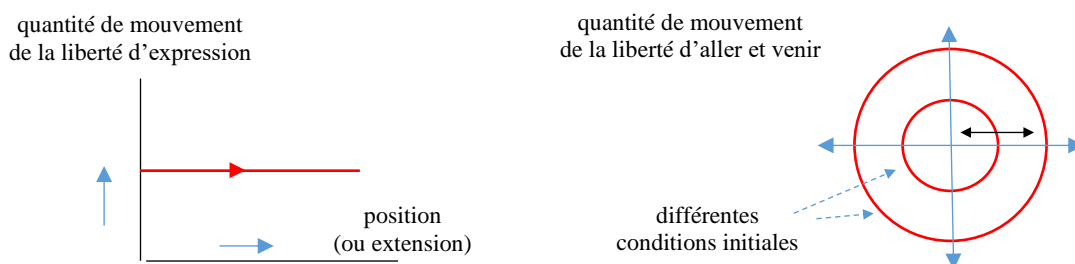 quantité de mouvement
de la liberté d’expression
position
(ou extension)
quantité de mouvement
de la liberté d’aller et venir
différentes
conditions initiales